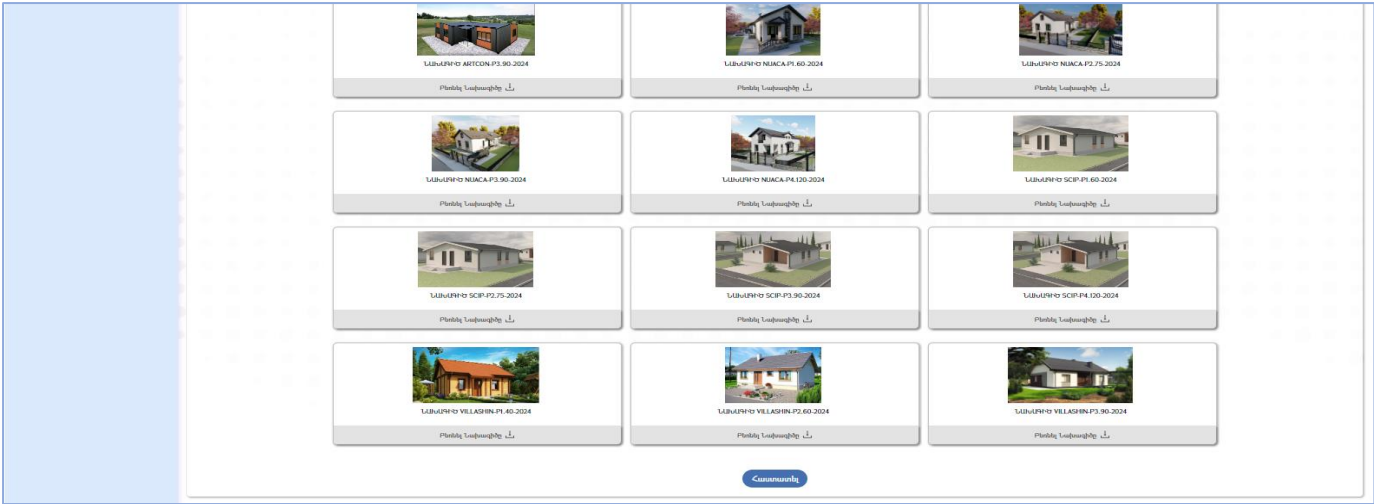 ՆԱԽԱԳԻԾ ARTCON-P3.90-2024
ՆԱԽԱԳԻԾ NUACA-P1.60-2024
ՆԱԽԱԳԻԾ NUACA-P2.75-2024
Բեռնել Նախագիծը
Բեռնել Նախագիծը
Բեռնել Նախագիծը
ՆԱԽԱԳԻԾ NUACA-P3.90-2024
ՆԱԽԱԳԻԾ NUACA-P4.120-2024
ՆԱԽԱԳԻԾ SCIP-P1.60-2024
Բեռնել Նախագիծը
Բեռնել Նախագիծը
Բեռնել Նախագիծը
ՆԱԽԱԳԻԾ SCIP-P2.75-2024
ՆԱԽԱԳԻԾ SCIP-P3.90-2024
ՆԱԽԱԳԻԾ SCIP-P4.120-2024
Բեռնել Նախագիծը
Բեռնել Նախագիծը
Բեռնել Նախագիծը
ՆԱԽԱԳԻԾ VILLASHIN-P1.40-2024
ՆԱԽԱԳԻԾ VILLASHIN-P2.60-2024
ՆԱԽԱԳԻԾ VILLASHIN-P3.90-2024
Բեռնել Նախագիծը
Բեռնել Նախագիծը
Բեռնել Նախագիծը
Հաստատել